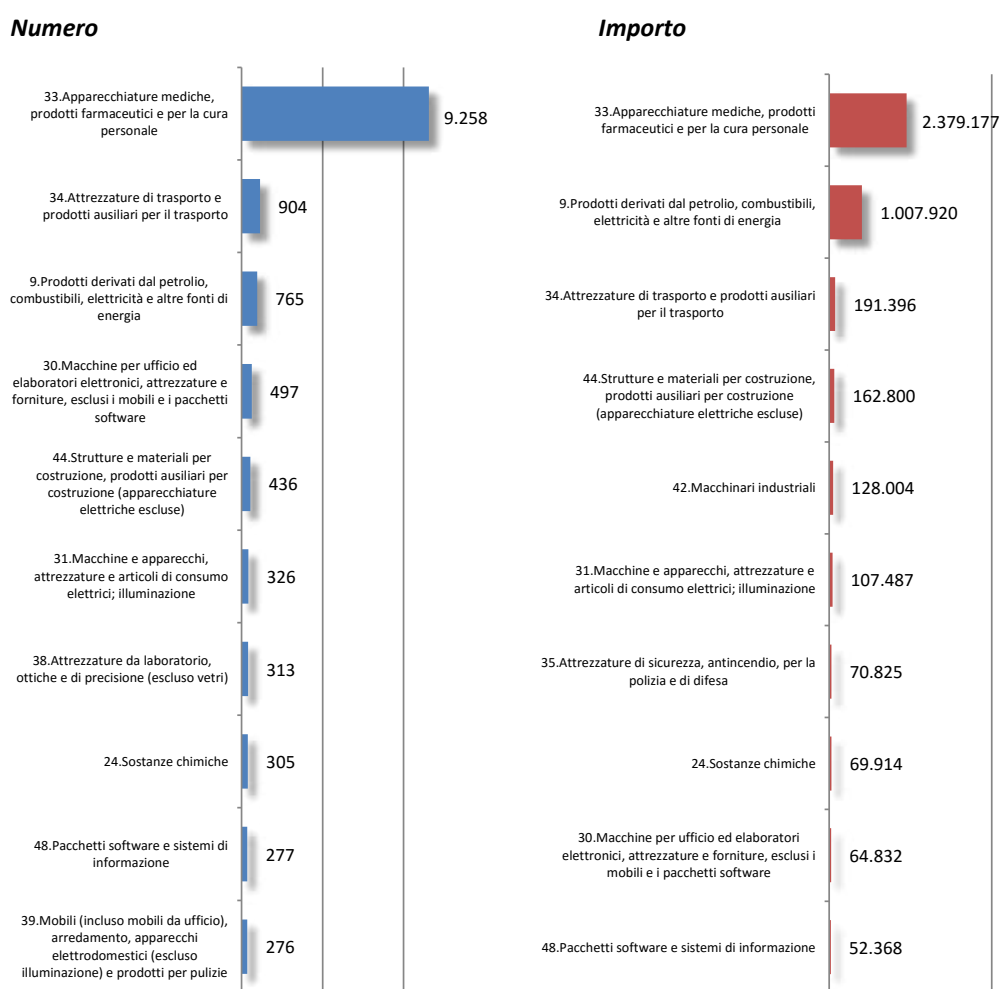 Numero
33.Apparecchiature mediche,
prodotti farmaceutici e per la cura
personale
9.258
34.Attrezzature di trasporto e
prodotti ausiliari per il trasporto
904
9.Prodotti derivati dal petrolio,
combustibili, elettricità e altre fonti di
energia
765
30.Macchine per ufficio ed
elaboratori elettronici, attrezzature e
forniture, esclusi i mobili e i pacchetti
software
497
44.Strutture e materiali per
costruzione, prodotti ausiliari per
costruzione (apparecchiature
elettriche escluse)
436
31.Macchine e apparecchi,
attrezzature e articoli di consumo
elettrici; illuminazione
326
38.Attrezzature da laboratorio,
ottiche e di precisione (escluso vetri)
313
24.Sostanze chimiche
305
48.Pacchetti software e sistemi di
informazione
277
39.Mobili (incluso mobili da ufficio),
arredamento, apparecchi
elettrodomestici (escluso
illuminazione) e prodotti per pulizie
276
Importo
33.Apparecchiature mediche, prodotti
farmaceutici e per la cura personale
2.379.177
9.Prodotti derivati dal petrolio, combustibili,
elettricità e altre fonti di energia
1.007.920
34.Attrezzature di trasporto e prodotti ausiliari
per il trasporto
191.396
44.Strutture e materiali per costruzione,
prodotti ausiliari per costruzione
(apparecchiature elettriche escluse)
162.800
42.Macchinari industriali
128.004
31.Macchine e apparecchi, attrezzature e
articoli di consumo elettrici; illuminazione
107.487
35.Attrezzature di sicurezza, antincendio, per la
polizia e di difesa
70.825
24.Sostanze chimiche
69.914
30.Macchine per ufficio ed elaboratori
elettronici, attrezzature e forniture, esclusi i
mobili e i pacchetti software
64.832
48.Pacchetti software e sistemi di informazione
52.368